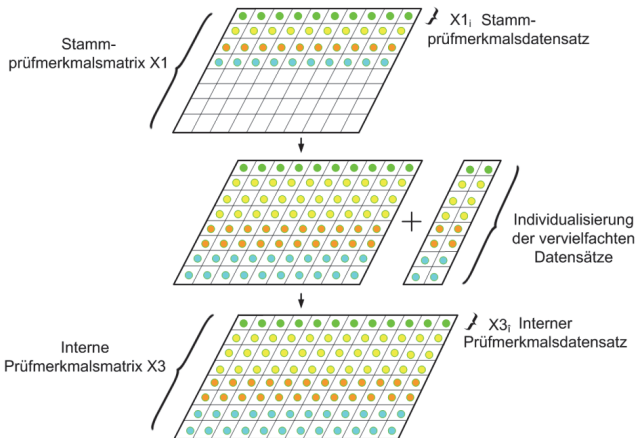 Stamm-
prüfmerkmalsmatrix X1
X1i Stamm-
prüfmerkmalsdatensatz
+
Individualisierung
der vervielfachten
Datensätze
Interne
Prüfmerkmalsmatrix X3
X3i Interner
Prüfmerkmalsdatensatz